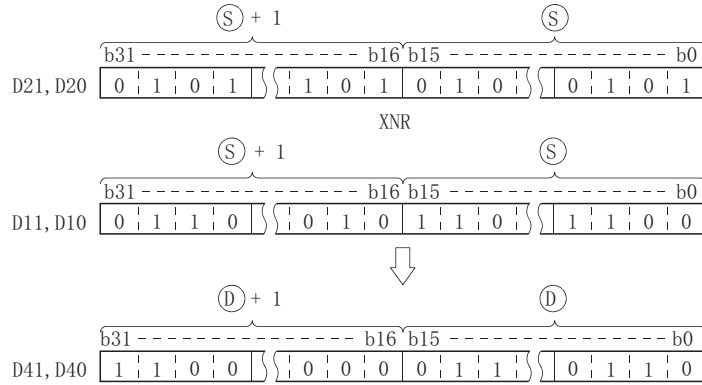 Ⓢ + 1 Ⓢ
b31 b16 b15 b0
D21, D20 0 1 0 1 1 0 1 0 1 0 0 1 0 1
XNR
Ⓢ + 1 Ⓢ
b31 b16 b15 b0
D11, D10 0 1 1 0 0 1 0 1 1 0 1 1 0 0
Ⓓ + 1 Ⓓ
b31 b16 b15 b0
D41, D40 1 1 0 0 0 0 0 0 1 1 0 1 1 0